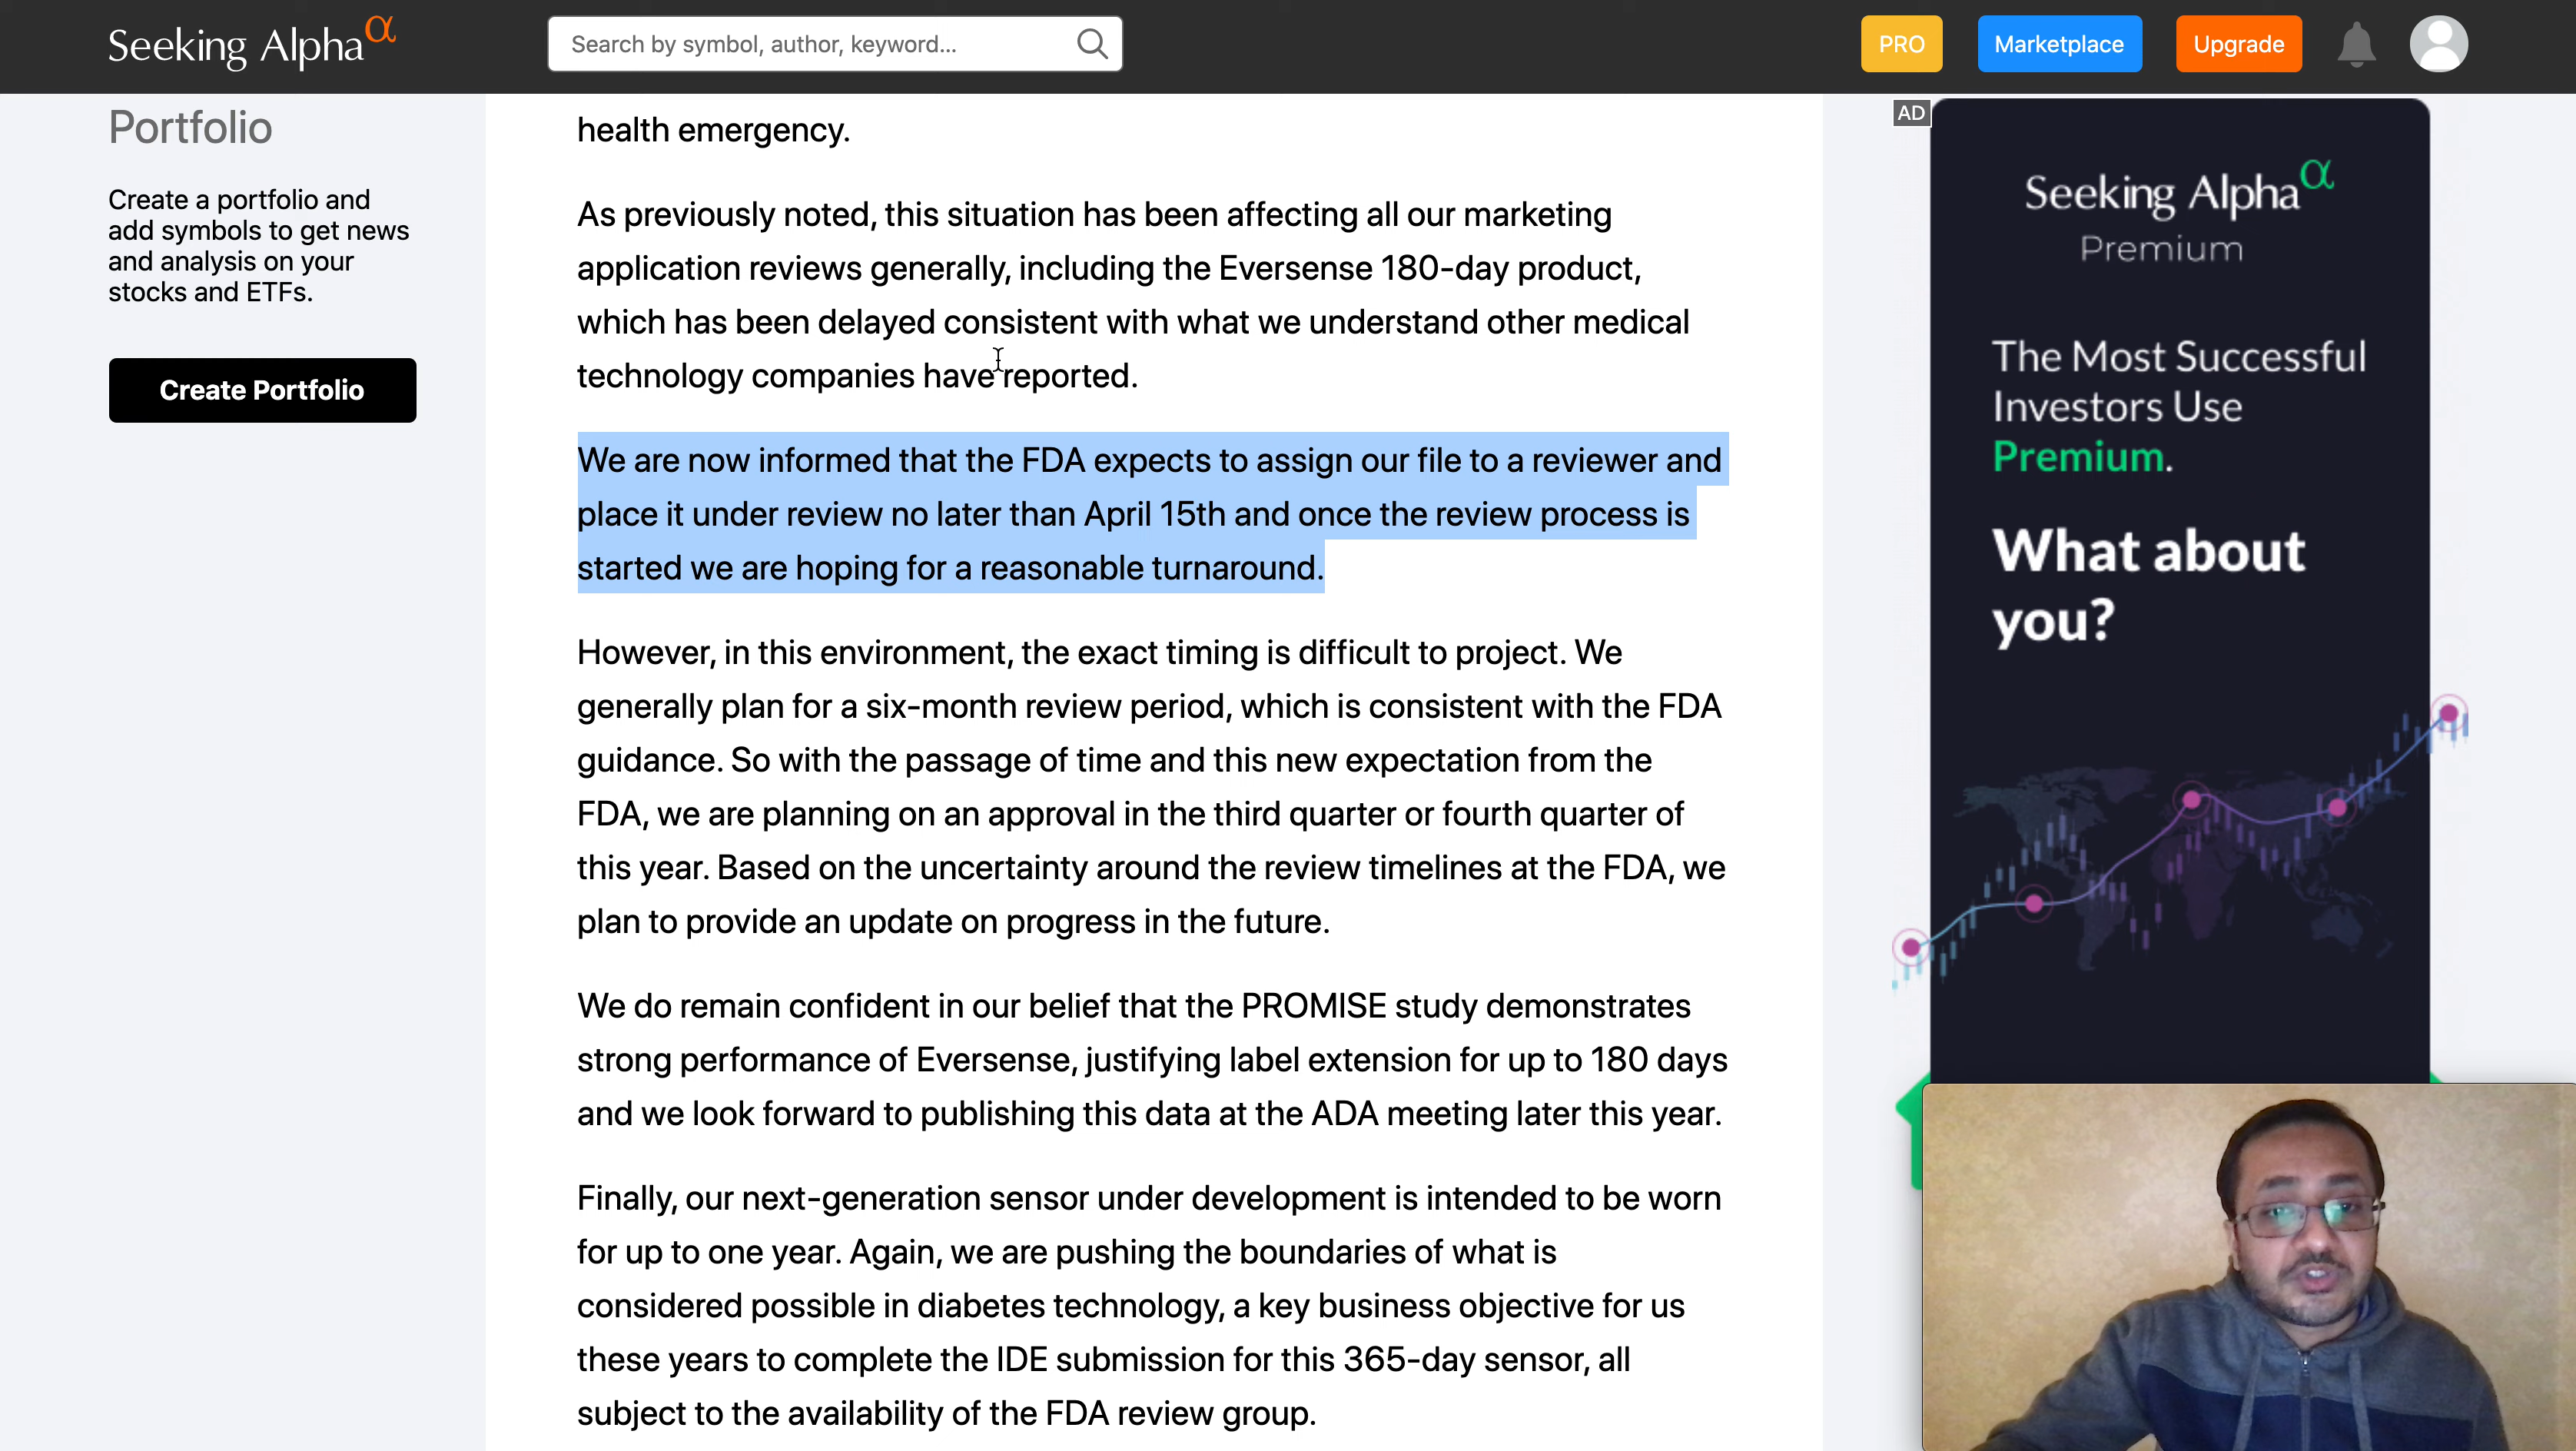 Seeking Alpha α
Search by symbol, author, keyword...
PRO
Marketplace
Upgrade
Portfolio
Create a portfolio and
add symbols to get news
and analysis on your
stocks and ETFs.
Create Portfolio
health emergency.
As previously noted, this situation has been affecting all our marketing
application reviews generally, including the Eversense 180-day product,
which has been delayed consistent with what we understand other medical
technology companies have reported.
We are now informed that the FDA expects to assign our file to a reviewer and
place it under review no later than April 15th and once the review process is
started we are hoping for a reasonable turnaround.
However, in this environment, the exact timing is difficult to project. We
generally plan for a six-month review period, which is consistent with the FDA
guidance. So with the passage of time and this new expectation from the
FDA, we are planning on an approval in the third quarter or fourth quarter of
this year. Based on the uncertainty around the review timelines at the FDA, we
plan to provide an update on progress in the future.
We do remain confident in our belief that the PROMISE study demonstrates
strong performance of Eversense, justifying label extension for up to 180 days
and we look forward to publishing this data at the ADA meeting later this year.
Finally, our next-generation sensor under development is intended to be worn
for up to one year. Again, we are pushing the boundaries of what is
considered possible in diabetes technology, a key business objective for us
these years to complete the IDE submission for this 365-day sensor, all
subject to the availability of the FDA review group.
AD
Seeking Alpha α
Premium
The Most Successful
Investors Use
Premium.
What about
you?